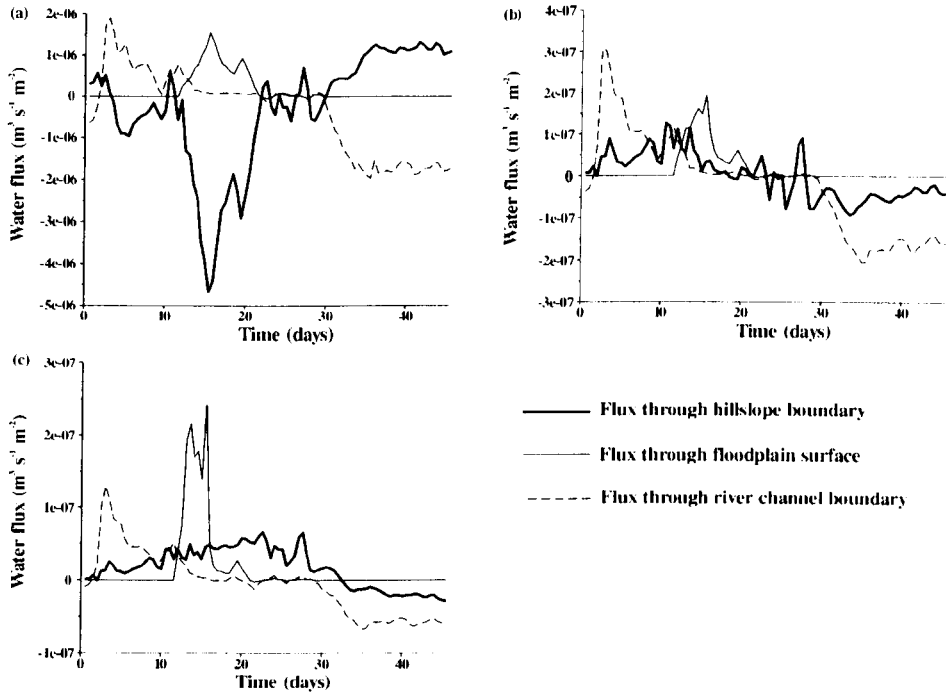 (a)
2e-06
1e-06
0
-1e-06
-2e-06
-3e-06
-4e-06
-5e-06
Water flux (m³ s⁻¹ m⁻²)
0 10 20 30 40
Time (days)
(b)
4e-07
3e-07
2e-07
1e-07
0
-1e-07
-2e-07
-3e-07
Water flux (m³ s⁻¹ m⁻²)
0 10 20 30 40
Time (days)
(c)
3e-07
2e-07
1e-07
0
-1e-07
Water flux (m³ s⁻¹ m⁻²)
0 10 20 30 40
Time (days)
Flux through hillslope boundary
Flux through floodplain surface
Flux through river channel boundary